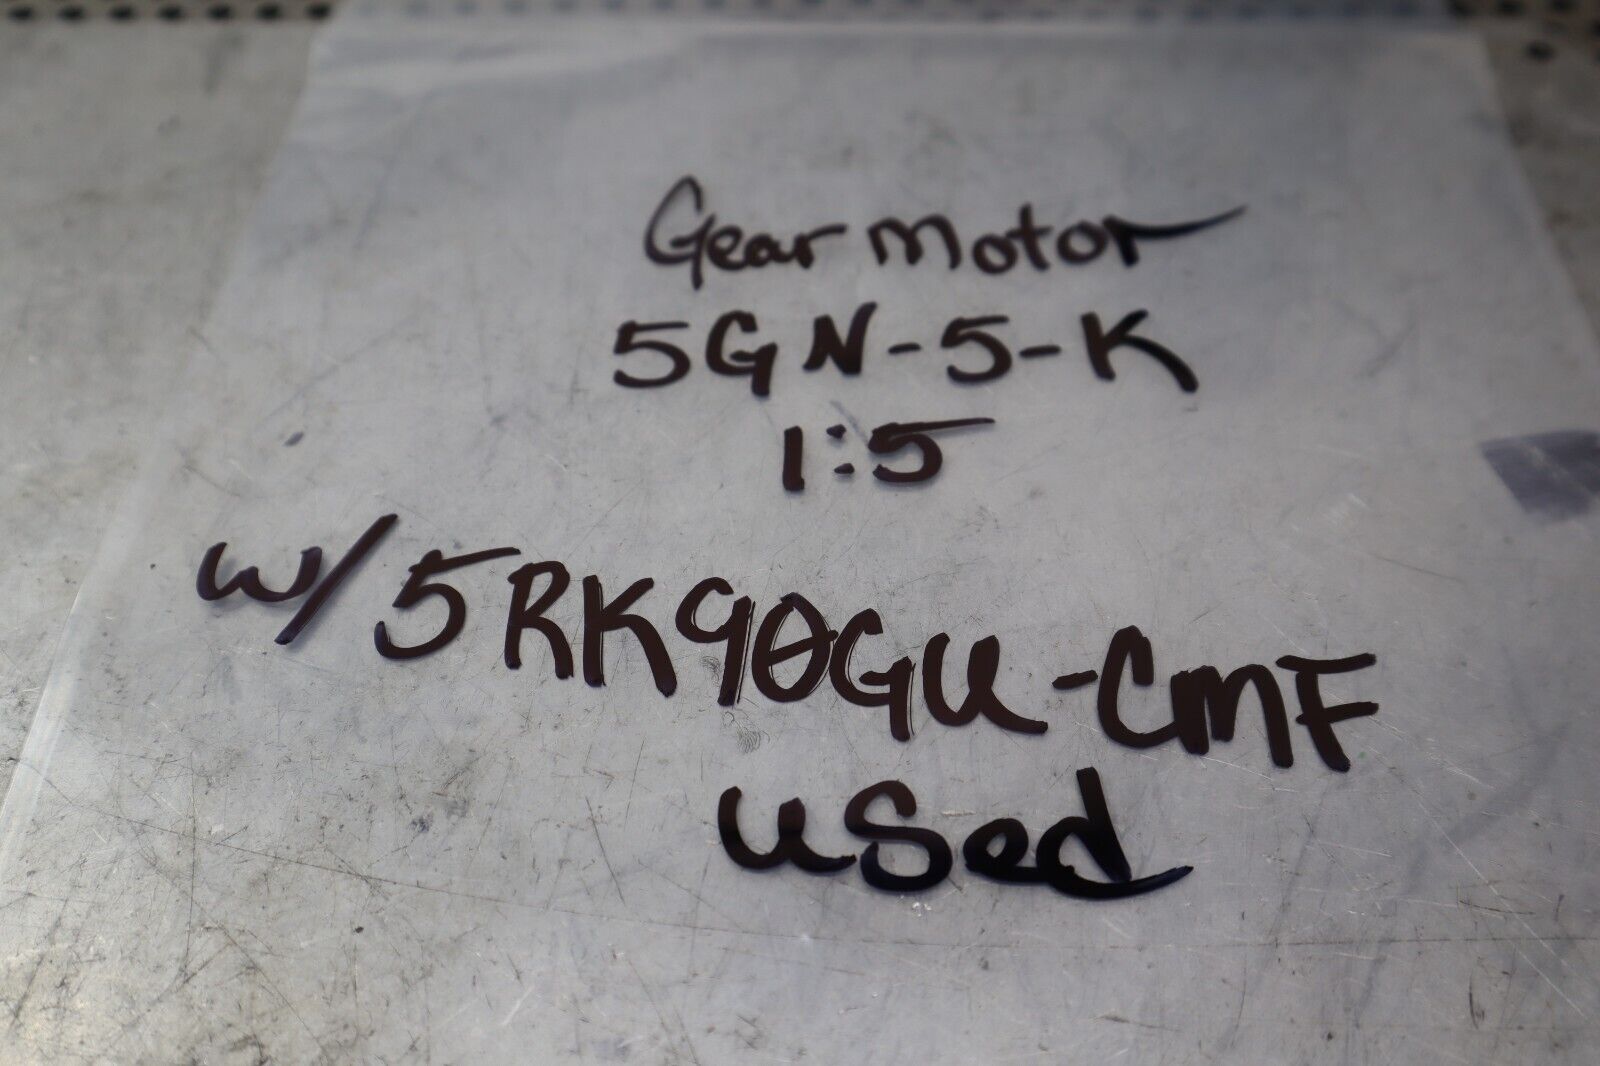 Gear Motor
5GN-5-K
1:5
w/5RK90GU-CMF
Used